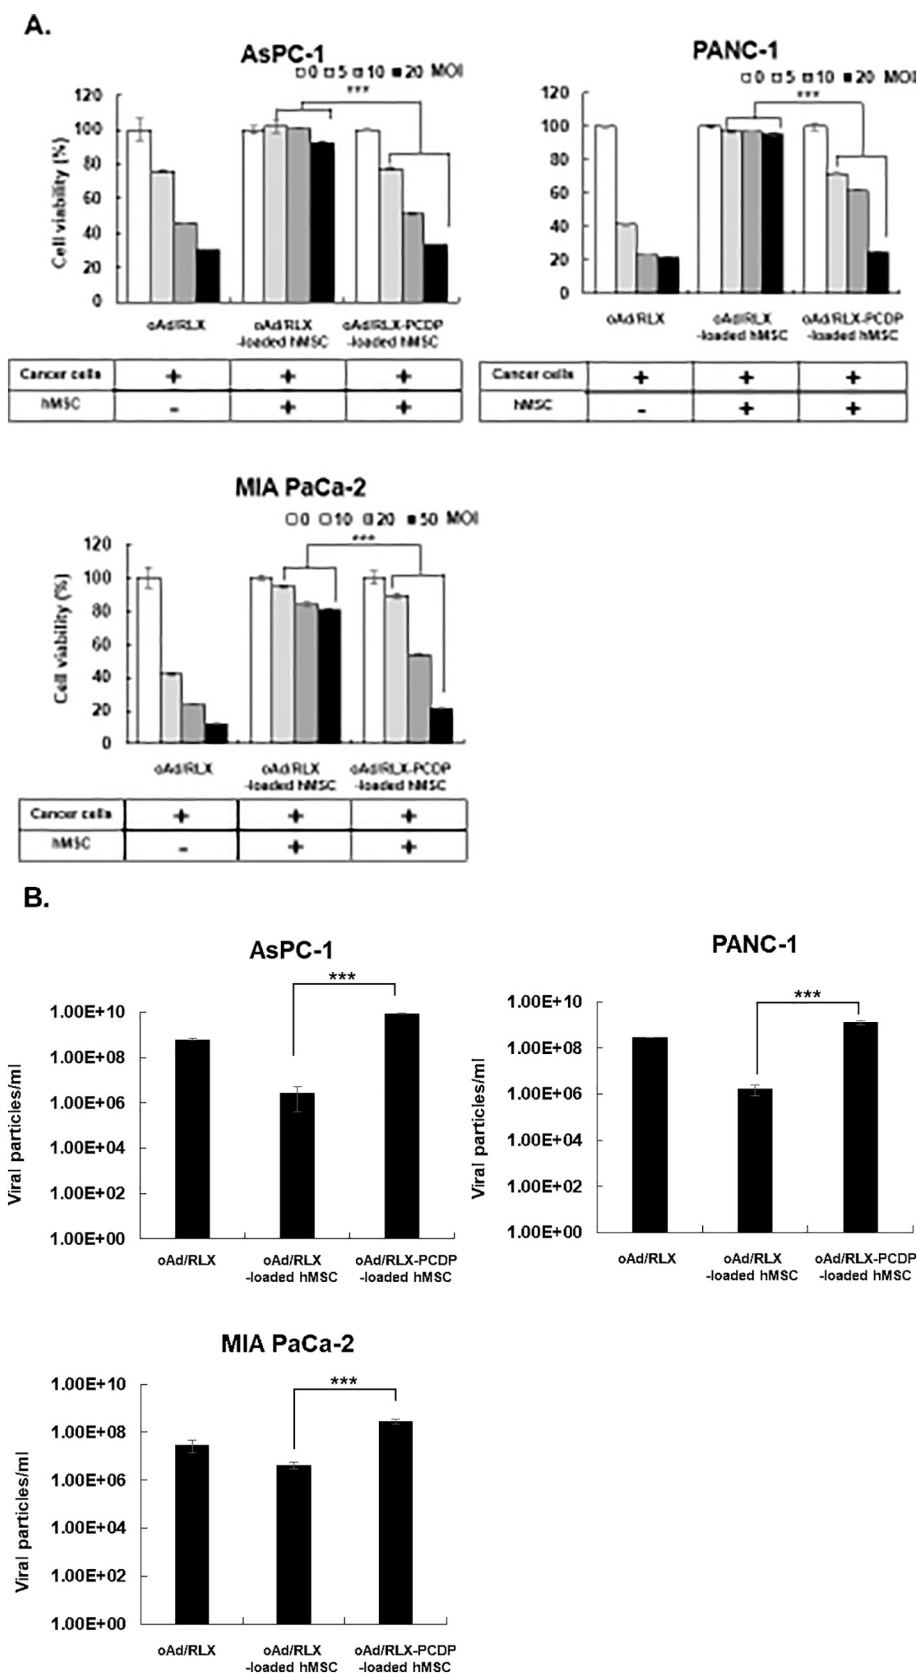 A.
AsPC-1
0 5 10 20 MOI
***
Cell viability (%)
120
100
80
60
40
20
0
oAd/RLX
oAd/RLX
-loaded hMSC
oAd/RLX-PCDP
-loaded hMSC
Cancer cells + + +
hMSC - + +
PANC-1
0 5 10 20 MOI
***
120
100
80
60
40
20
0
oAd/RLX
oAd/RLX
-loaded hMSC
oAd/RLX-PCDP
-loaded hMSC
Cancer cells + + +
hMSC - + +
MIA PaCa-2
0 10 20 50 MOI
***
Cell viability (%)
120
100
80
60
40
20
0
oAd/RLX
oAd/RLX
-loaded hMSC
oAd/RLX-PCDP
-loaded hMSC
Cancer cells + + +
hMSC - + +
B.
AsPC-1
***
Viral particles/ml
1.00E+10
1.00E+08
1.00E+06
1.00E+04
1.00E+02
1.00E+00
oAd/RLX
oAd/RLX
-loaded hMSC
oAd/RLX-PCDP
-loaded hMSC
PANC-1
***
Viral particles/ml
1.00E+10
1.00E+08
1.00E+06
1.00E+04
1.00E+02
1.00E+00
oAd/RLX
oAd/RLX
-loaded hMSC
oAd/RLX-PCDP
-loaded hMSC
MIA PaCa-2
***
Viral particles/ml
1.00E+10
1.00E+08
1.00E+06
1.00E+04
1.00E+02
1.00E+00
oAd/RLX
oAd/RLX
-loaded hMSC
oAd/RLX-PCDP
-loaded hMSC